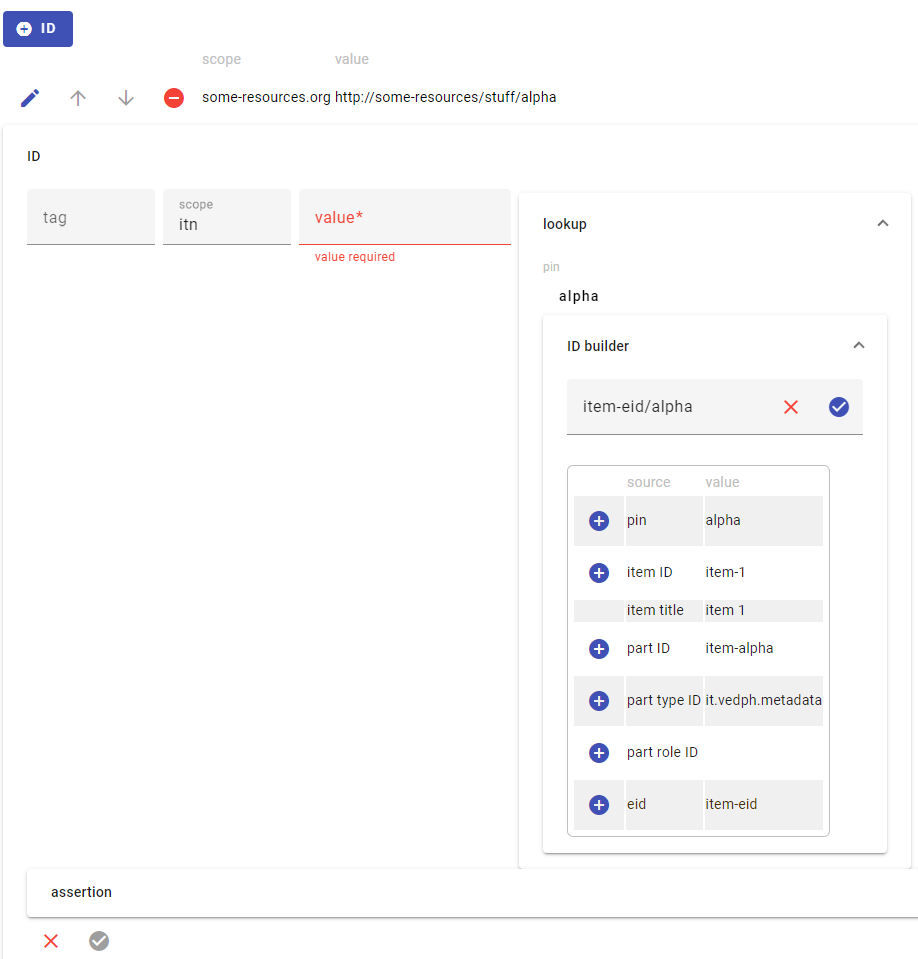 ID
scope value
some-resources.org http://some-resources/stuff/alpha
ID
tag
scope
itn
value*
value required
lookup
pin
alpha
ID builder
item-eid/alpha
source value
pin alpha
item ID item-1
item title item 1
part ID item-alpha
part type ID it.vedph.metadata
part role ID
eid item-eid
assertion